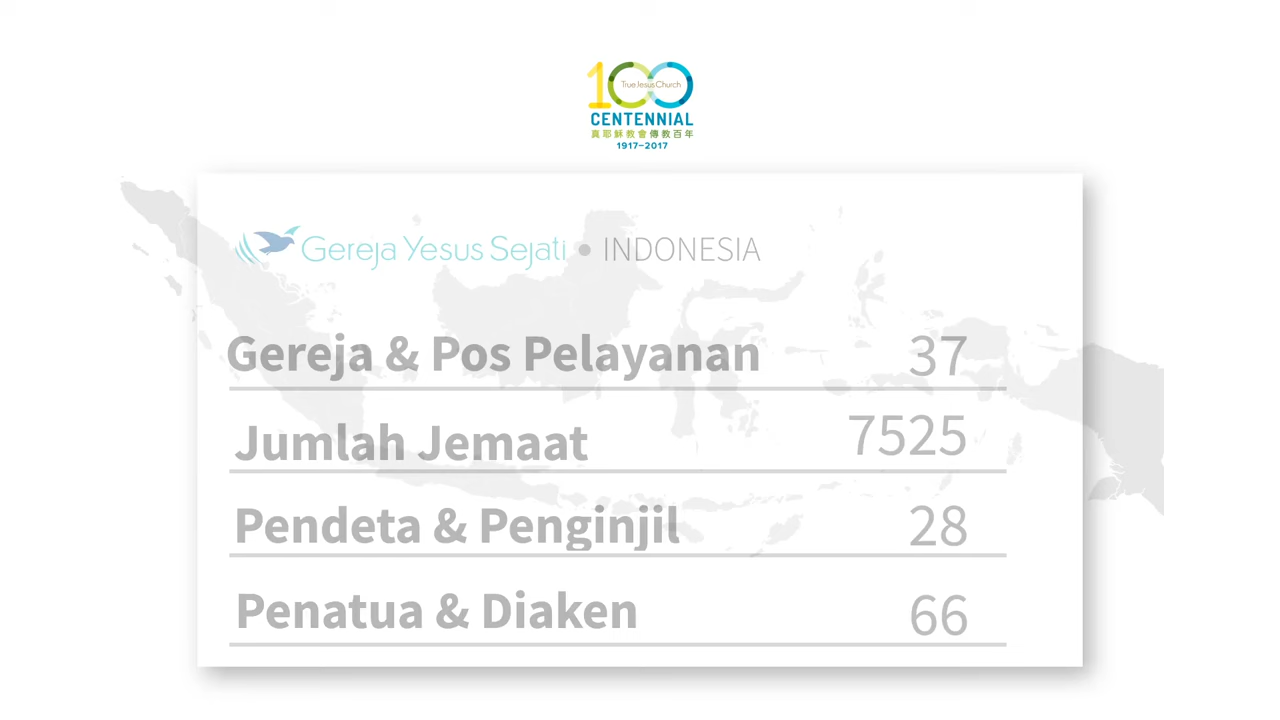 True Jesus Church
100
CENTENNIAL
真耶穌教會傳教百年
1917-2017
Gereja Yesus Sejati • INDONESIA
Gereja & Pos Pelayanan 37
Jumlah Jemaat 7525
Pendeta & Penginjil 28
Penatua & Diaken 66